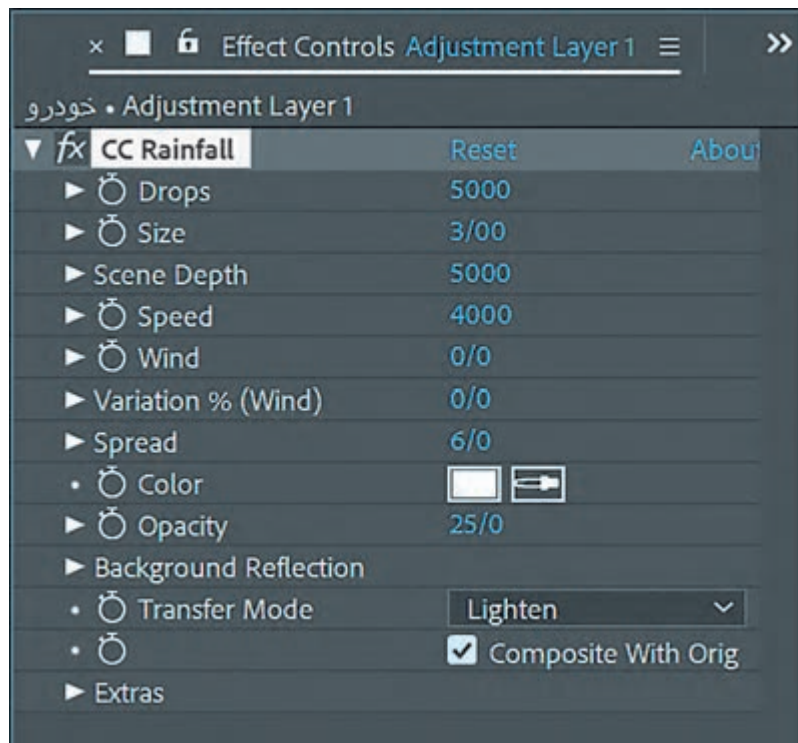 × Effect Controls Adjustment Layer 1 ≡ »
خودرو • Adjustment Layer 1
fx CC Rainfall Reset Abou
Drops 5000
Size 3/00
Scene Depth 5000
Speed 4000
Wind 0/0
Variation % (Wind) 0/0
Spread 6/0
Color
Opacity 25/0
Background Reflection
Transfer Mode Lighten
Composite With Orig
Extras